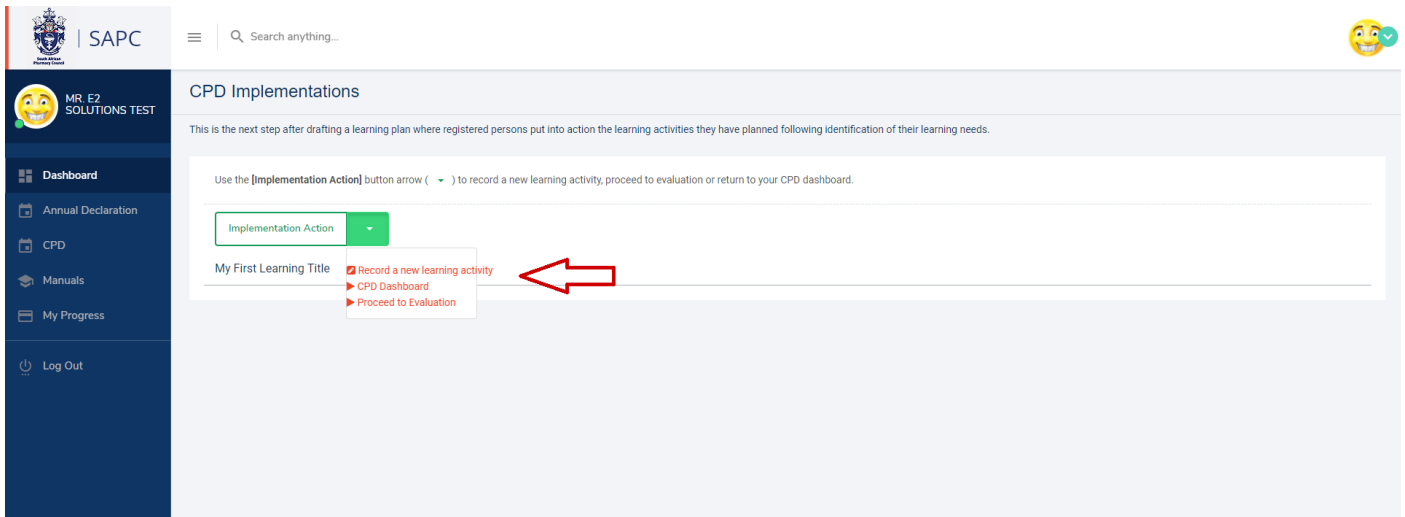 South African
Pharmacy Council
| SAPC
Search anything...
MR. E2
SOLUTIONS TEST
Dashboard
Annual Declaration
CPD
Manuals
My Progress
Log Out
CPD Implementations
This is the next step after drafting a learning plan where registered persons put into action the learning activities they have planned following identification of their learning needs.
Use the [Implementation Action] button arrow ( ) to record a new learning activity, proceed to evaluation or return to your CPD dashboard.
Implementation Action
My First Learning Title
Record a new learning activity
CPD Dashboard
Proceed to Evaluation